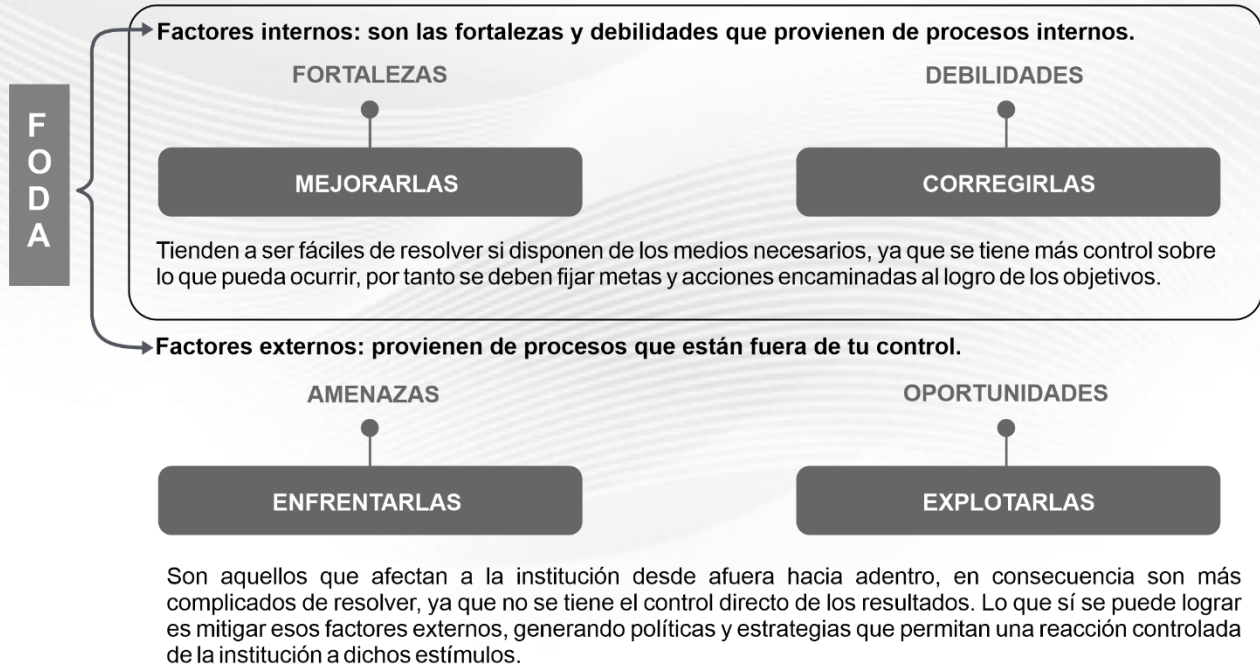 FODA
Factores internos: son las fortalezas y debilidades que provienen de procesos internos.
FORTALEZAS
DEBILIDADES
MEJORARLAS
CORREGIRLAS
Tienden a ser fáciles de resolver si disponen de los medios necesarios, ya que se tiene más control sobre
lo que pueda ocurrir, por tanto se deben fijar metas y acciones encaminadas al logro de los objetivos.
Factores externos: provienen de procesos que están fuera de tu control.
AMENAZAS
OPORTUNIDADES
ENFRENTARLAS
EXPLOTARLAS
Son aquellos que afectan a la institución desde afuera hacia adentro, en consecuencia son más
complicados de resolver, ya que no se tiene el control directo de los resultados. Lo que sí se puede lograr
es mitigar esos factores externos, generando políticas y estrategias que permitan una reacción controlada
de la institución a dichos estímulos.